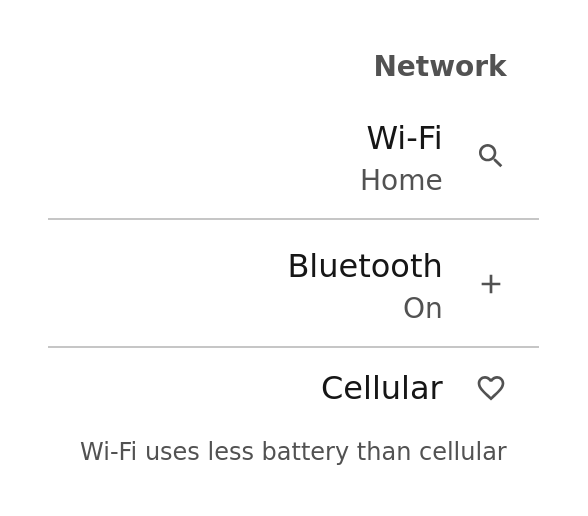 Network
Wi-Fi
Home
Bluetooth
On
Cellular
Wi-Fi uses less battery than cellular